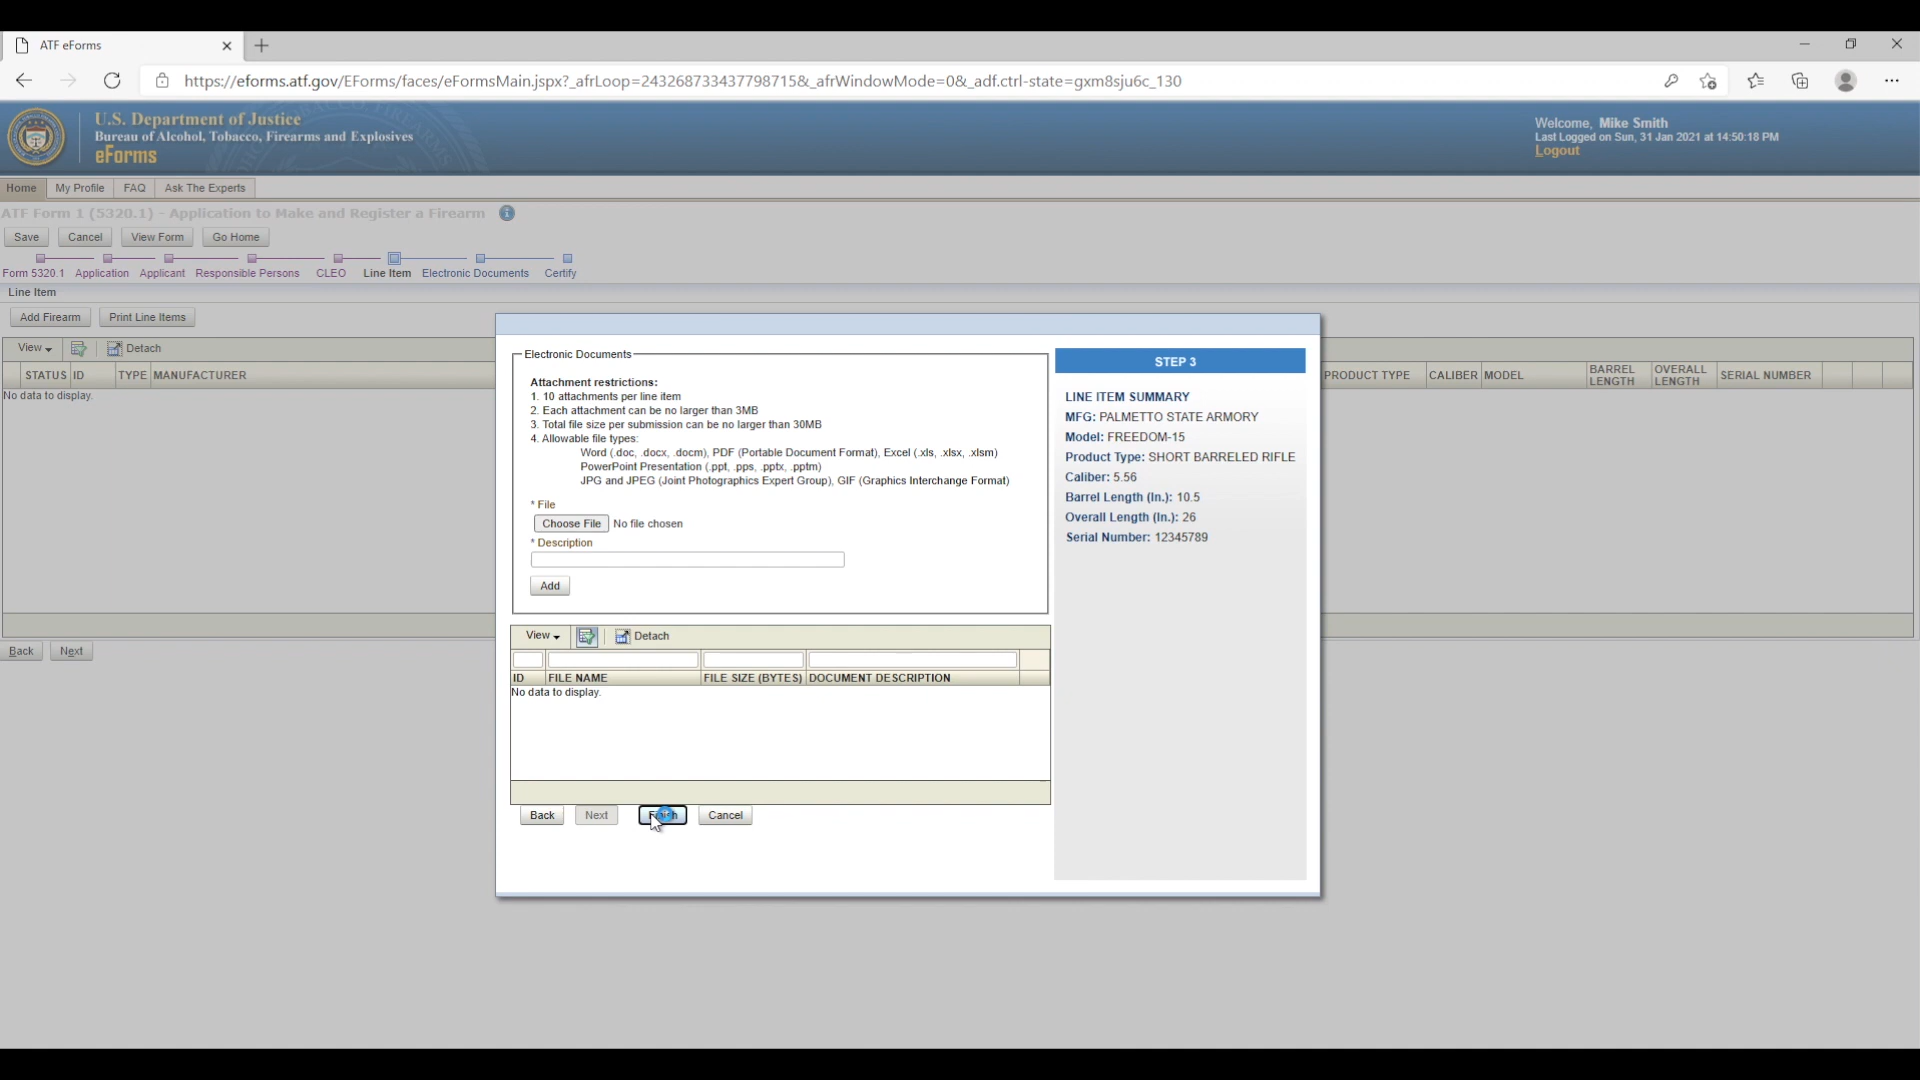 ATF eForms
https://eforms.atf.gov/EForms/faces/eFormsMain.jspx?_afrLoop=243268733437798715&_afrWindowMode=0&_adf.ctrl-state=gxm8sju6c_130
U.S. Department of Justice
Bureau of Alcohol, Tobacco, Firearms and Explosives
eForms
Welcome, Mike Smith
Last Logged on Sun, 31 Jan 2021 at 14:50:18 PM
Logout
Home My Profile FAQ Ask The Experts
ATF Form 1 (5320.1) - Application to Make and Register a Firearm
Save Cancel View Form Go Home
Form 5320.1 Application Applicant Responsible Persons CLEO Line Item Electronic Documents Certify
Line Item
Add Firearm Print Line Items
View Detach
STATUS ID TYPE MANUFACTURER PRODUCT TYPE CALIBER MODEL BARREL LENGTH OVERALL LENGTH SERIAL NUMBER
No data to display.
Back Next
Electronic Documents
Attachment restrictions:
1. 10 attachments per line item
2. Each attachment can be no larger than 3MB
3. Total file size per submission can be no larger than 30MB
4. Allowable file types:
Word (.doc, .docx, .docm), PDF (Portable Document Format), Excel (.xls, .xlsx, .xlsm)
PowerPoint Presentation (.ppt, .pps, .pptx, .pptm)
JPG and JPEG (Joint Photographics Expert Group), GIF (Graphics Interchange Format)
* File
Choose File No file chosen
* Description
Add
View Detach
ID FILE NAME FILE SIZE (BYTES) DOCUMENT DESCRIPTION
No data to display.
Back Next Cancel
STEP 3
LINE ITEM SUMMARY
MFG: PALMETTO STATE ARMORY
Model: FREEDOM-15
Product Type: SHORT BARRELED RIFLE
Caliber: 5.56
Barrel Length (In.): 10.5
Overall Length (In.): 26
Serial Number: 12345789